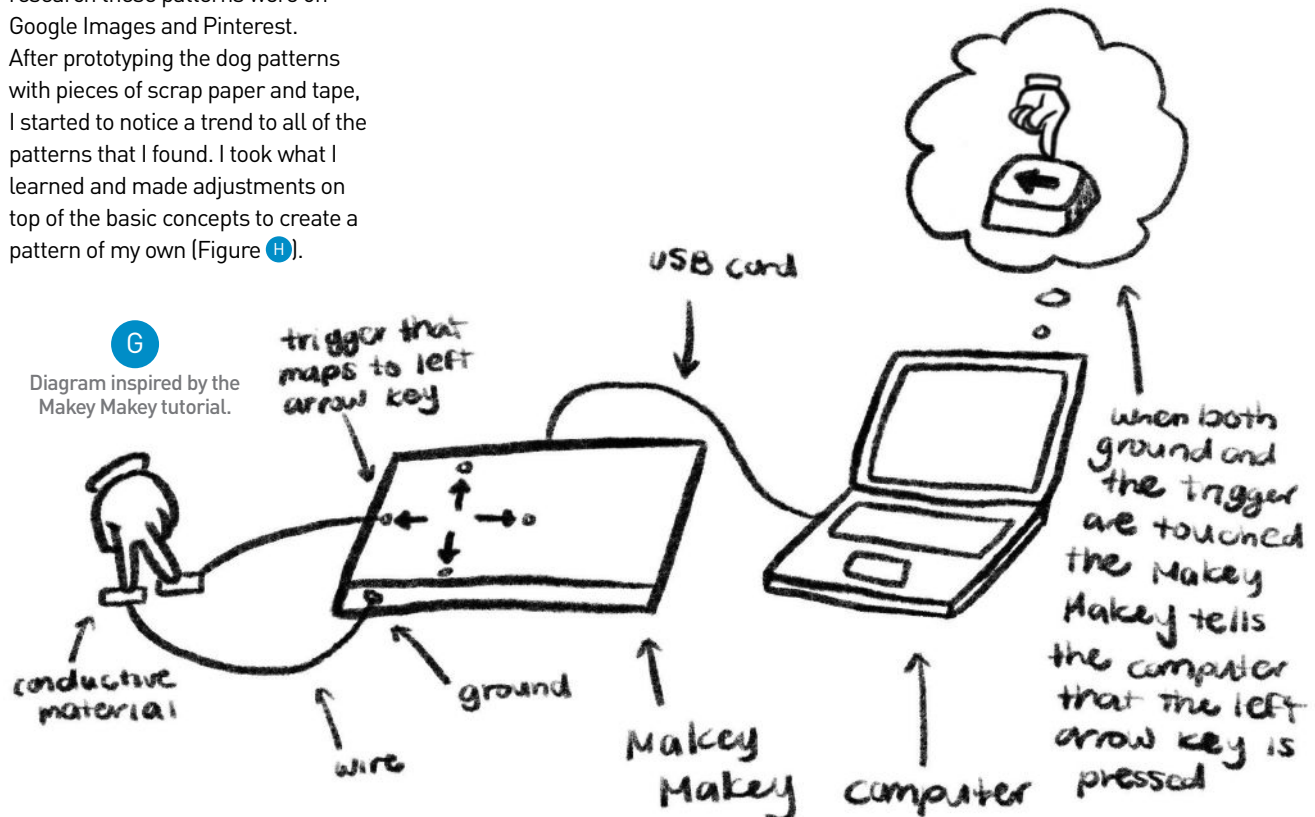 research these patterns were on
Google Images and Pinterest.
After prototyping the dog patterns
with pieces of scrap paper and tape,
I started to notice a trend to all of the
patterns that I found. I took what I
learned and made adjustments on
top of the basic concepts to create a
pattern of my own (Figure H).
G
Diagram inspired by the
Makey Makey tutorial.
trigger that
maps to left
arrow key
USB cord
conductive
material
wire
ground
Makey
Makey
computer
when both
ground and
the trigger
are touched
the Makey
Makey tells
the computer
that the left
arrow key is
pressed